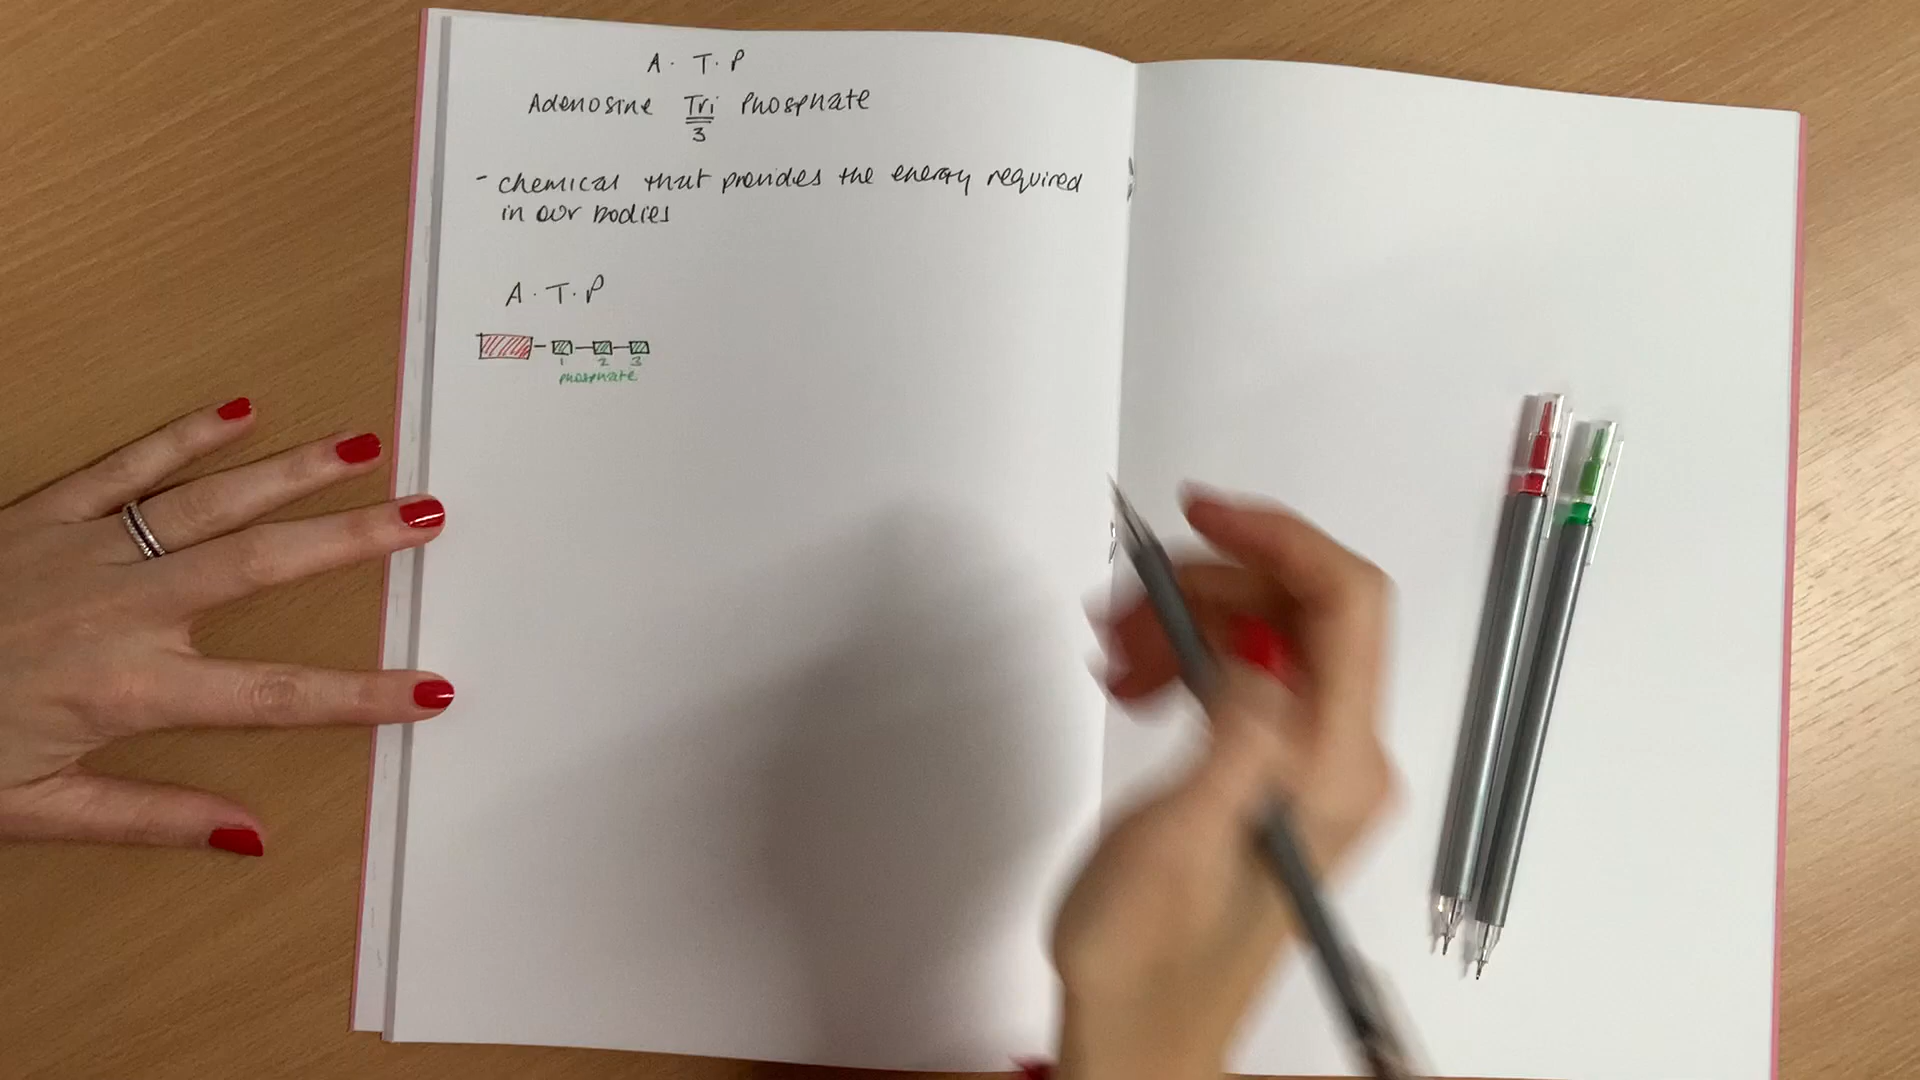 A. T. P
Adenosine Tri Phosphate
3
- chemical that provides the energy required
in our bodies
A. T. P
1 2 3
phosphate